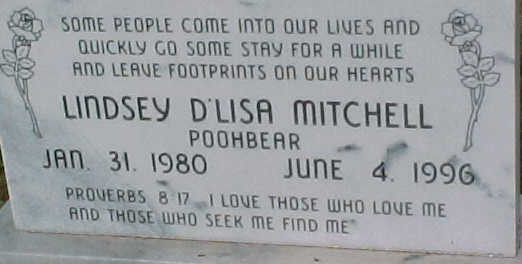 SOME PEOPLE COME INTO OUR LIVES AND
QUICKLY GO SOME STAY FOR A WHILE
AND LEAVE FOOTPRINTS ON OUR HEARTS
LINDSEY D'LISA MITCHELL
POOHBEAR
JAN. 31. 1980 JUNE 4. 1996
PROVERBS 8 17 I LOVE THOSE WHO LOVE ME
AND THOSE WHO SEEK ME FIND ME"